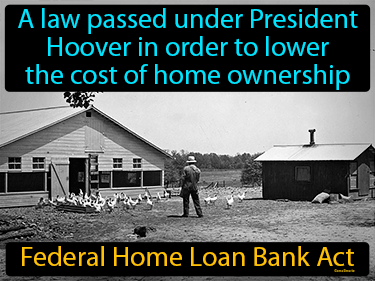 A law passed under President
Hoover in order to lower
the cost of home ownership
Federal Home Loan Bank Act